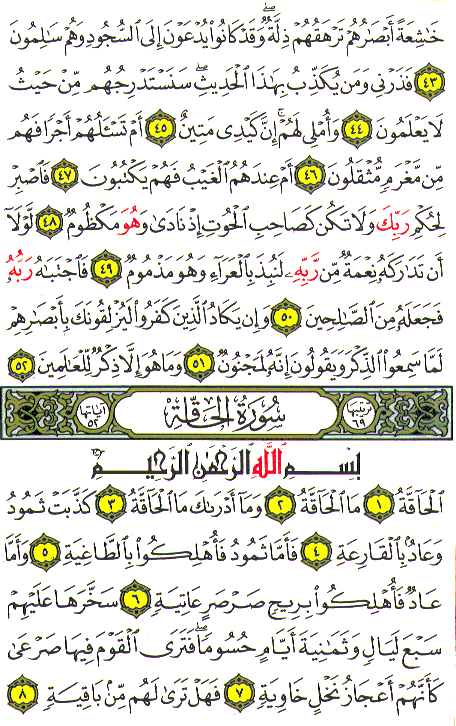 خَٰشِعَةً أَبۡصَٰرُهُمۡ تَرۡهَقُهُمۡ ذِلَّةٞۖ وَقَدۡ كَانُواْ يُدۡعَوۡنَ إِلَى ٱلسُّجُودِ وَهُمۡ سَٰلِمُونَ
٤٣ فَذَرۡنِي وَمَن يُكَذِّبُ بِهَٰذَا ٱلۡحَدِيثِۖ سَنَسۡتَدۡرِجُهُم مِّنۡ حَيۡثُ
لَا يَعۡلَمُونَ ٤٤ وَأُمۡلِي لَهُمۡۚ إِنَّ كَيۡدِي مَتِينٌ ٤٥ أَمۡ تَسۡـَٔلُهُمۡ أَجۡرٗا فَهُم
مِّن مَّغۡرَمٖ مُّثۡقَلُونَ ٤٦ أَمۡ عِندَهُمُ ٱلۡغَيۡبُ فَهُمۡ يَكۡتُبُونَ ٤٧ فَٱصۡبِرۡ
لِحُكۡمِ رَبِّكَ وَلَا تَكُن كَصَاحِبِ ٱلۡحُوتِ إِذۡ نَادَىٰ وَهُوَ مَكۡظُومٞ ٤٨ لَّوۡلَآ
أَن تَدَٰرَكَهُۥ نِعۡمَةٞ مِّن رَّبِّهِۦ لَنُبِذَ بِٱلۡعَرَآءِ وَهُوَ مَذۡمُومٞ ٤٩ فَٱجۡتَبَٰهُ رَبُّهُۥ
فَجَعَلَهُۥ مِنَ ٱلصَّٰلِحِينَ ٥٠ وَإِن يَكَادُ ٱلَّذِينَ كَفَرُواْ لَيُزۡلِقُونَكَ بِأَبۡصَٰرِهِمۡ
لَمَّا سَمِعُواْ ٱلذِّكۡرَ وَيَقُولُونَ إِنَّهُۥ لَمَجۡنُونٞ ٥١ وَمَا هُوَ إِلَّا ذِكۡرٞ لِّلۡعَٰلَمِينَ ٥٢
ترتيبها ٦٩ سُورَةُ الحَاقَّةِ آياتها ٥٢
بِسۡمِ ٱللَّهِ ٱلرَّحۡمَٰنِ ٱلرَّحِيمِ
ٱلۡحَآقَّةُ ١ مَا ٱلۡحَآقَّةُ ٢ وَمَآ أَدۡرَىٰكَ مَا ٱلۡحَآقَّةُ ٣ كَذَّبَتۡ ثَمُودُ
وَعَادُۢ بِٱلۡقَارِعَةِ ٤ فَأَمَّا ثَمُودُ فَأُهۡلِكُواْ بِٱلطَّاغِيَةِ ٥ وَأَمَّا
عَادٞ فَأُهۡلِكُواْ بِرِيحٖ صَرۡصَرٍ عَاتِيَةٖ ٦ سَخَّرَهَا عَلَيۡهِمۡ
سَبۡعَ لَيَالٖ وَثَمَٰنِيَةَ أَيَّامٍ حُسُومٗاۖ فَتَرَى ٱلۡقَوۡمَ فِيهَا صَرۡعَىٰ
كَأَنَّهُمۡ أَعۡجَازُ نَخۡلٍ خَاوِيَةٖ ٧ فَهَلۡ تَرَىٰ لَهُم مِّنۢ بَاقِيَةٖ ٨